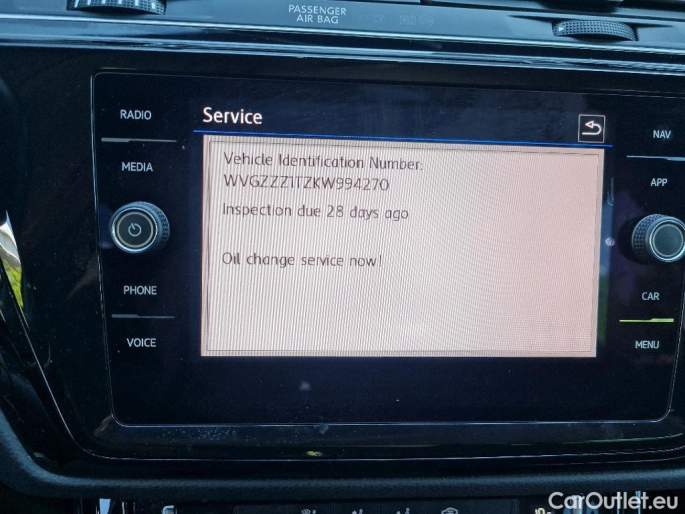 PASSENGER
AIR BAG
RADIO
Service
NAV
MEDIA
Vehicle Identification Number:
WVGZZZ1TZKW994270
APP
Inspection due 28 days ago
Oil change service now!
PHONE
CAR
VOICE
MENU
CarOutlet.eu